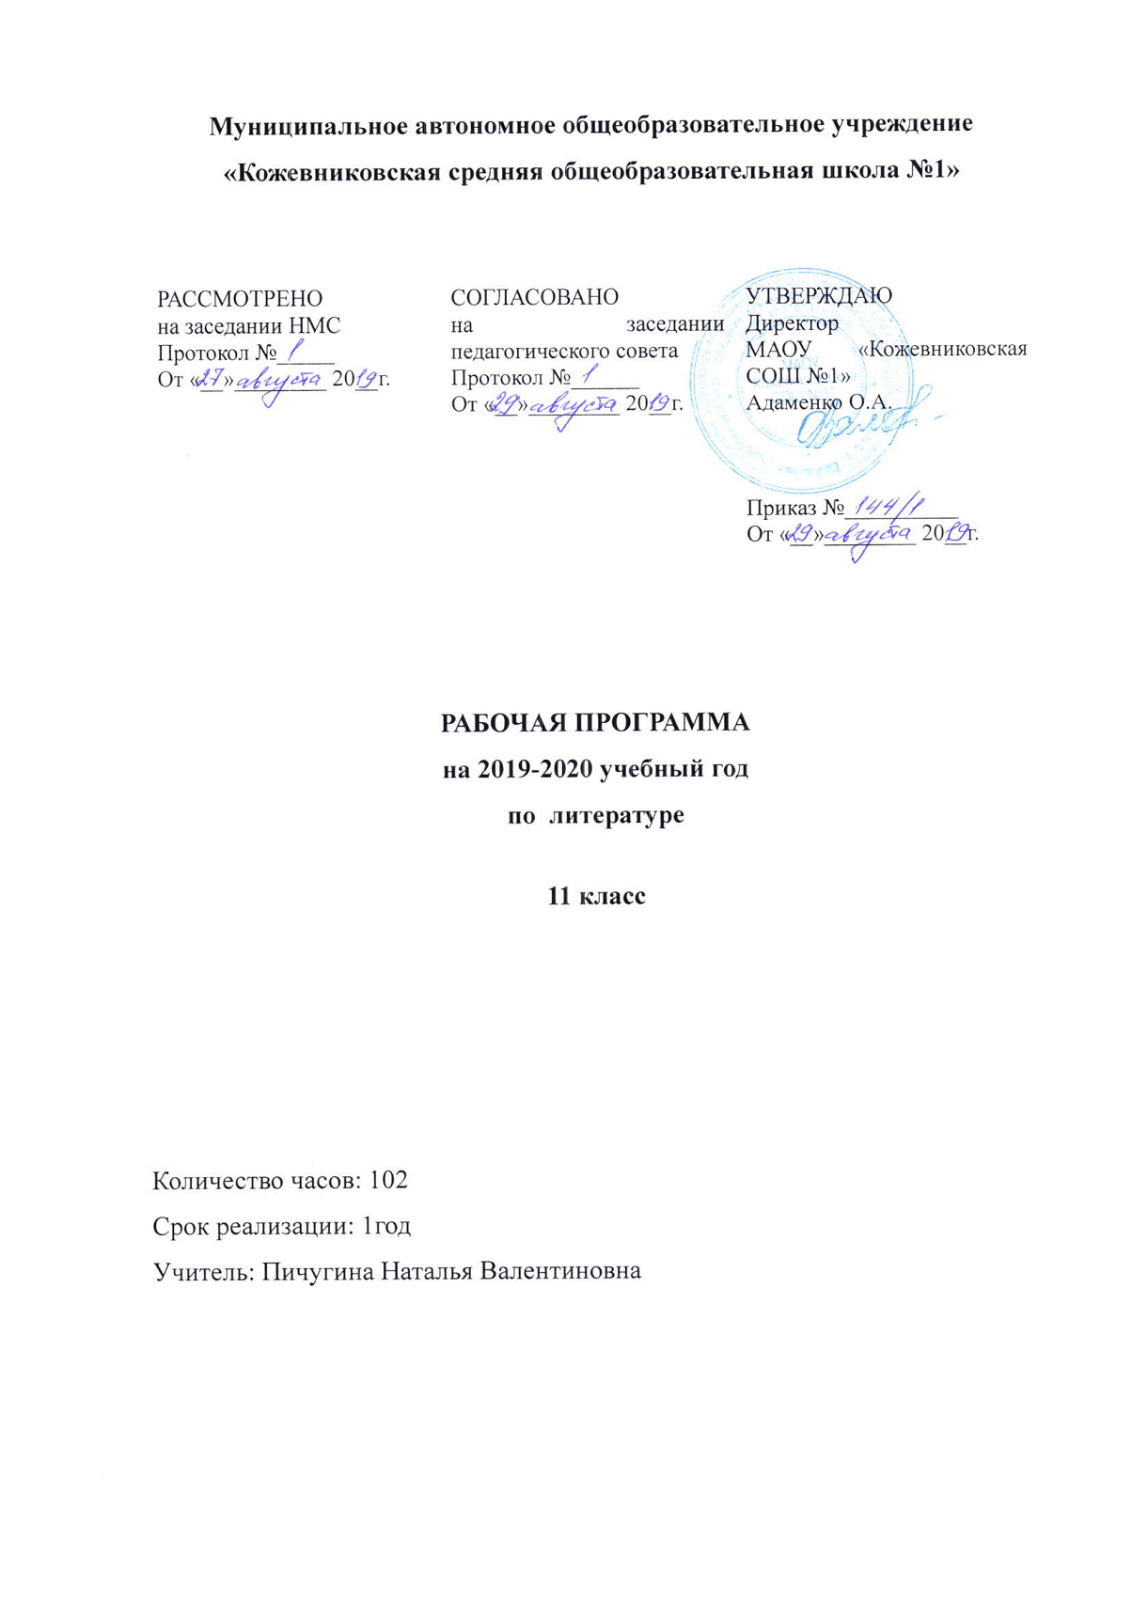 Муниципальное автономное общеобразовательное учреждение
«Кожевниковская средняя общеобразовательная школа №1»
РАССМОТРЕНО
на заседании НМС
Протокол № 1
От «27» августа 2019г.
СОГЛАСОВАНО
на заседании
педагогического совета
Протокол № 1
От «29» августа 2019г.
УТВЕРЖДАЮ
Директор
МАОУ «Кожевниковская
СОШ №1»
Адаменко О.А.
Приказ № 144/1
От «29» августа 2019г.
РАБОЧАЯ ПРОГРАММА
на 2019-2020 учебный год
по литературе
11 класс
Количество часов: 102
Срок реализации: 1год
Учитель: Пичугина Наталья Валентиновна